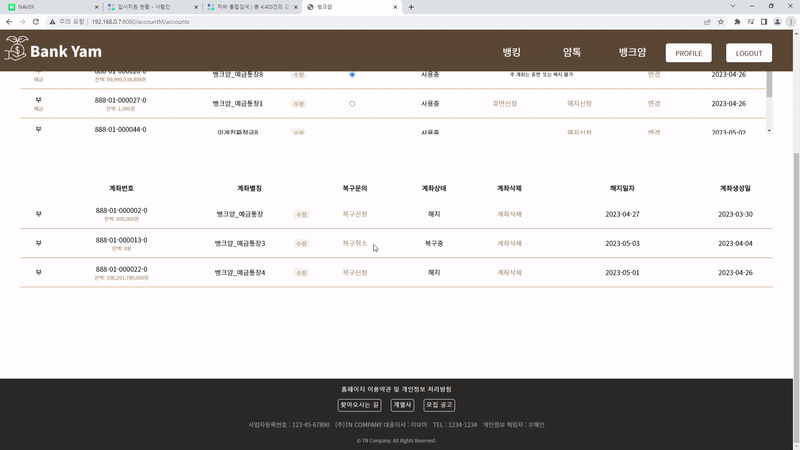 NAVER
입사지원 현황 - 사람인
자바 통합검색 | 총 4,403건의
뱅크얌
주의 요함 | 192.168.0.7:8080/accountM/accounts
Bank Yam
뱅킹 얌톡 뱅크얌 PROFILE LOGOUT
예금 잔액: 99,999,838,898원 뱅크얌_예금통장8 수정 사용중 주 계좌는 휴면 또는 해지 불가 변경 2023-04-26
부 888-01-000027-0 뱅크얌_예금통장1 사용중 휴면신청 해지신청 변경 2023-04-26
예금 잔액: 1,000원 수정
부 888-01-000044-0 사용중 해지신청 변경 2023-05-02
계좌번호 계좌별칭 복구문의 계좌상태 계좌삭제 해지일자 계좌생성일
부 888-01-000002-0 뱅크얌_예금통장 수정 복구신청 해지 계좌삭제 2023-04-27 2023-03-30
잔액: 600,000원
부 888-01-000013-0 뱅크얌_예금통장3 수정 복구취소 복구중 계좌삭제 2023-05-03 2023-04-04
잔액: 0원
부 888-01-000022-0 뱅크얌_예금통장4 수정 복구신청 해지 계좌삭제 2023-05-01 2023-04-26
잔액: 100,291,790,000원
홈페이지 이용약관 및 개인정보 처리방침
찾아오시는 길 계열사 모집 공고
사업자등록번호 : 123-45-67890 (주)TN COMPANY 대표이사 : 이보미 TEL : 1234-1234 개인정보 책임자 : 우혜인
© TN Company. All Rights Reserved.